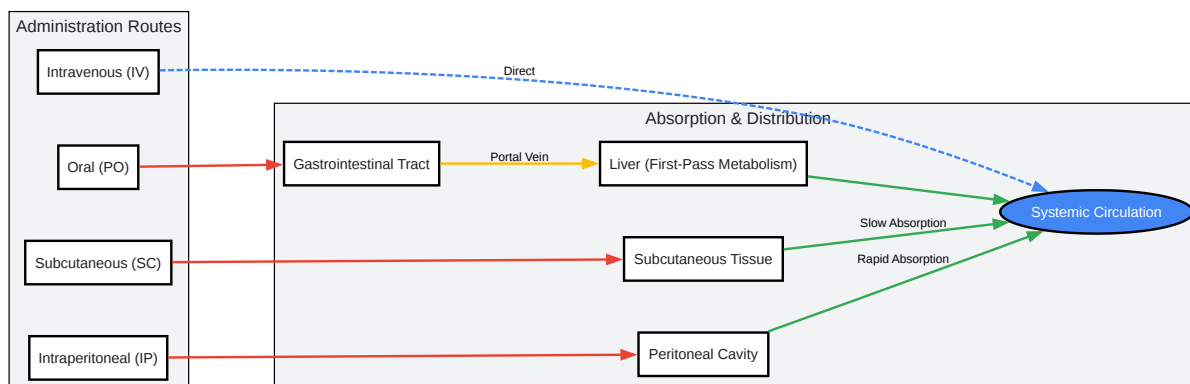 Administration Routes
Intravenous (IV)
Direct
Absorption & Distribution
Oral (PO)
Gastrointestinal Tract
Portal Vein
Liver (First-Pass Metabolism)
Systemic Circulation
Slow Absorption
Subcutaneous (SC)
Subcutaneous Tissue
Rapid Absorption
Intraperitoneal (IP)
Peritoneal Cavity